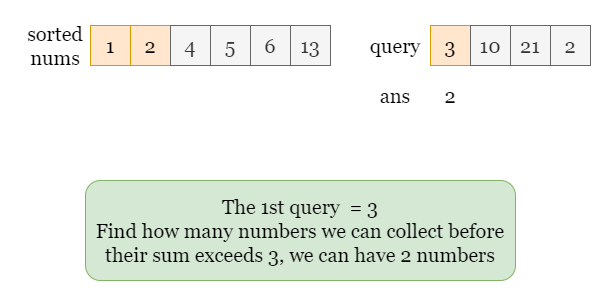 sorted nums 1 2 4 5 6 13
query 3 10 21 2
ans 2
The 1st query = 3
Find how many numbers we can collect before
their sum exceeds 3, we can have 2 numbers